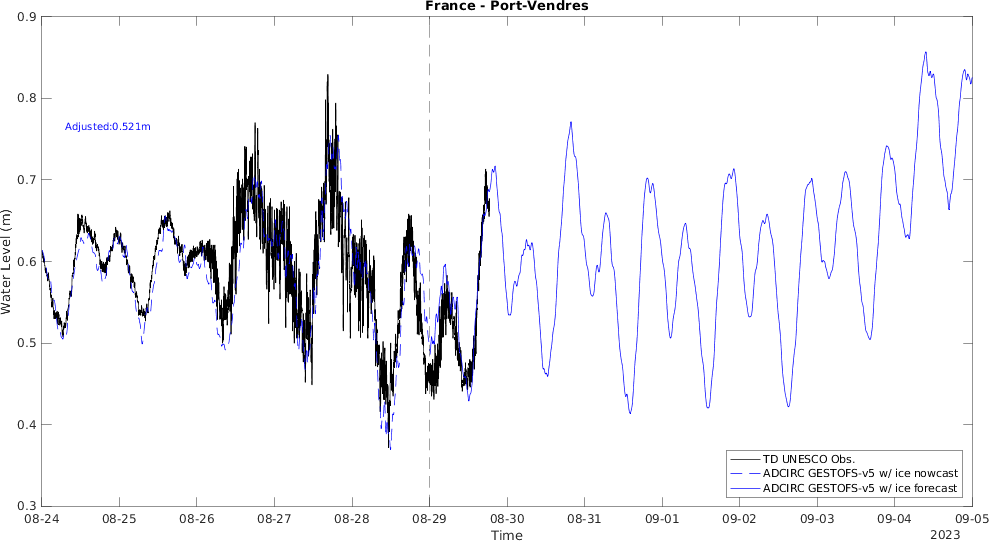 France - Port-Vendres
0.9
0.8
0.7
0.6
0.5
0.4
0.3
Water Level (m)
Adjusted:0.521m
TD UNESCO Obs.
ADCIRC GESTOFS-v5 w/ ice nowcast
ADCIRC GESTOFS-v5 w/ ice forecast
08-24 08-25 08-26 08-27 08-28 08-29 08-30 08-31 09-01 09-02 09-03 09-04 09-05
Time
2023